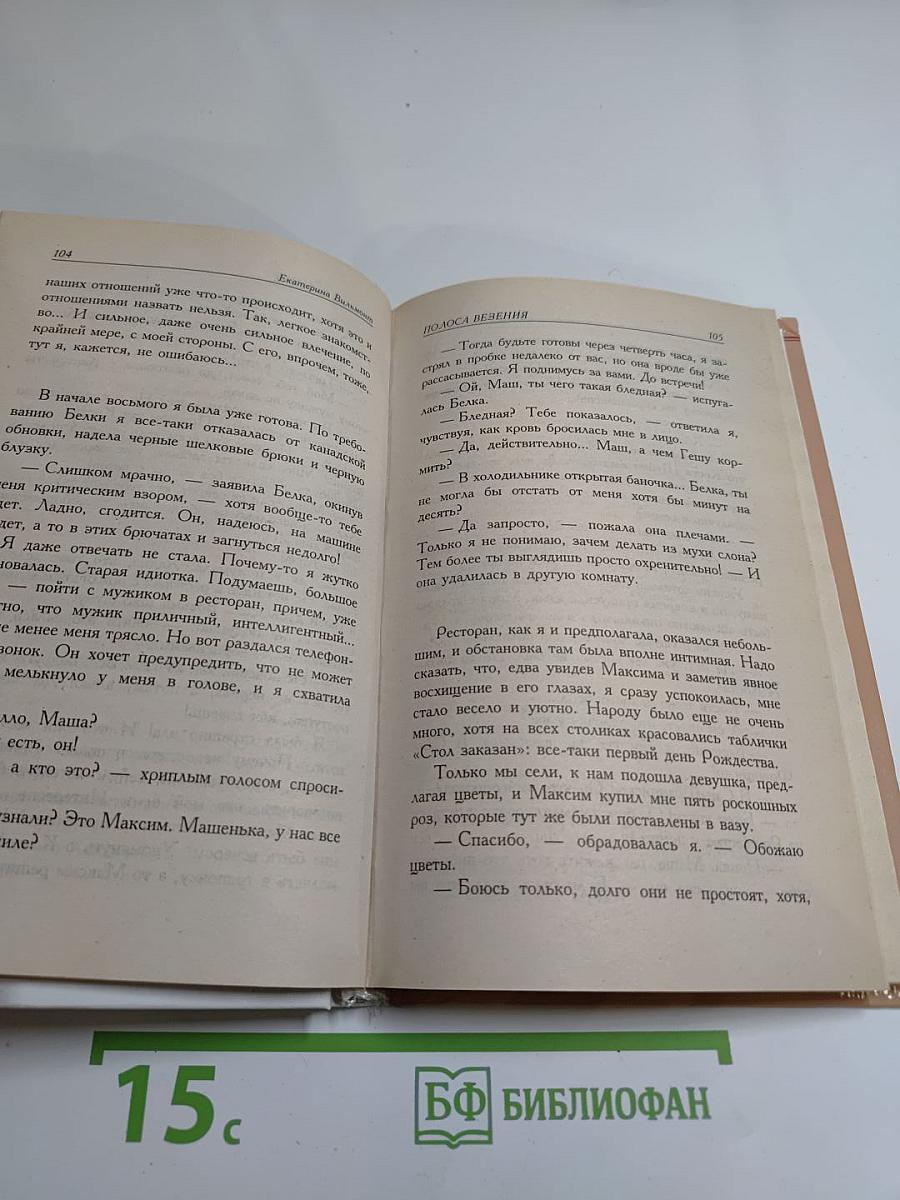 104
Екатерина Вильмонт
наших отношений уже что-то происходит, хотя это и
отношениями назвать нельзя. Так, легкое знакомст-
во... И сильное, даже очень сильное влечение, по
крайней мере, с моей стороны. С его, впрочем, тоже,
тут я, кажется, не ошибаюсь...
В начале восьмого я была уже готова. По требо-
ванию Белки я все-таки отказалась от канадской
обновки, надела черные шелковые брюки и черную
блузку.
— Слишком мрачно, — заявила Белка, окинув
еня критическим взором, — хотя вообще-то тебе
дет. Ладно, сгодится. Он, надеюсь, на машине
дет, а то в этих брючатах и загнуться недолго!
Я даже отвечать не стала. Почему-то я жутко
новалась. Старая идиотка. Подумаешь, большое
— пойти с мужиком в ресторан, причем, уже
тно, что мужик приличный, интеллигентный...
е менее меня трясло. Но вот раздался телефон-
вонок. Он хочет предупредить, что не может
мелькнуло у меня в голове, и я схватила
лло, Маша?
есть, он!
а кто это? — хриплым голосом спроси-
узнали? Это Максим. Машенька, у нас все
силе?
ПОЛОСА ВЕЗЕНИЯ
105
— Тогда будьте готовы через четверть часа, я за-
стрял в пробке недалеко от вас, но она вроде бы уже
рассасывается. Я поднимусь за вами. До встречи!
— Ой, Маш, ты чего такая бледная? — испуга-
лась Белка.
— Бледная? Тебе показалось, — ответила я,
чувствуя, как кровь бросилась мне в лицо.
— Да, действительно... Маш, а чем Гешу кор-
мить?
— В холодильнике открытая баночка... Белка, ты
не могла бы отстать от меня хотя бы минут на
десять?
— Да запросто, — пожала она плечами. —
Только я не понимаю, зачем делать из мухи слона?
Тем более ты выглядишь просто охренительно! — И
она удалилась в другую комнату.
Ресторан, как я и предполагала, оказался неболь-
шим, и обстановка там была вполне интимная. Надо
сказать, что, едва увидев Максима и заметив явное
восхищение в его глазах, я сразу успокоилась, мне
стало весело и уютно. Народу было еще не очень
много, хотя на всех столиках красовались таблички
«Стол заказан»: все-таки первый день Рождества.
Только мы сели, к нам подошла девушка, пред-
лагая цветы, и Максим купил мне пять роскошных
роз, которые тут же были поставлены в вазу.
— Спасибо, — обрадовалась я. — Обожаю
цветы.
— Боюсь только, долго они не простоят, хотя,
15 с
БФ БИБЛИОФАН